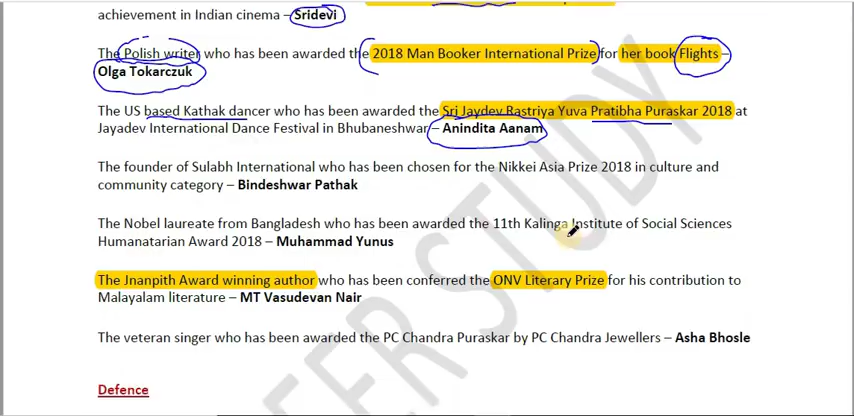 achievement in Indian cinema – Sridevi
The Polish writer who has been awarded the 2018 Man Booker International Prize for her book Flights –
Olga Tokarczuk
The US based Kathak dancer who has been awarded the Sri Jaydev Rastriya Yuva Pratibha Puraskar 2018 at
Jayadev International Dance Festival in Bhubaneshwar – Anindita Aanam
The founder of Sulabh International who has been chosen for the Nikkei Asia Prize 2018 in culture and
community category – Bindeshwar Pathak
The Nobel laureate from Bangladesh who has been awarded the 11th Kalinga Institute of Social Sciences
Humanatarian Award 2018 – Muhammad Yunus
The Jnanpith Award winning author who has been conferred the ONV Literary Prize for his contribution to
Malayalam literature – MT Vasudevan Nair
The veteran singer who has been awarded the PC Chandra Puraskar by PC Chandra Jewellers – Asha Bhosle
Defence
STUDY